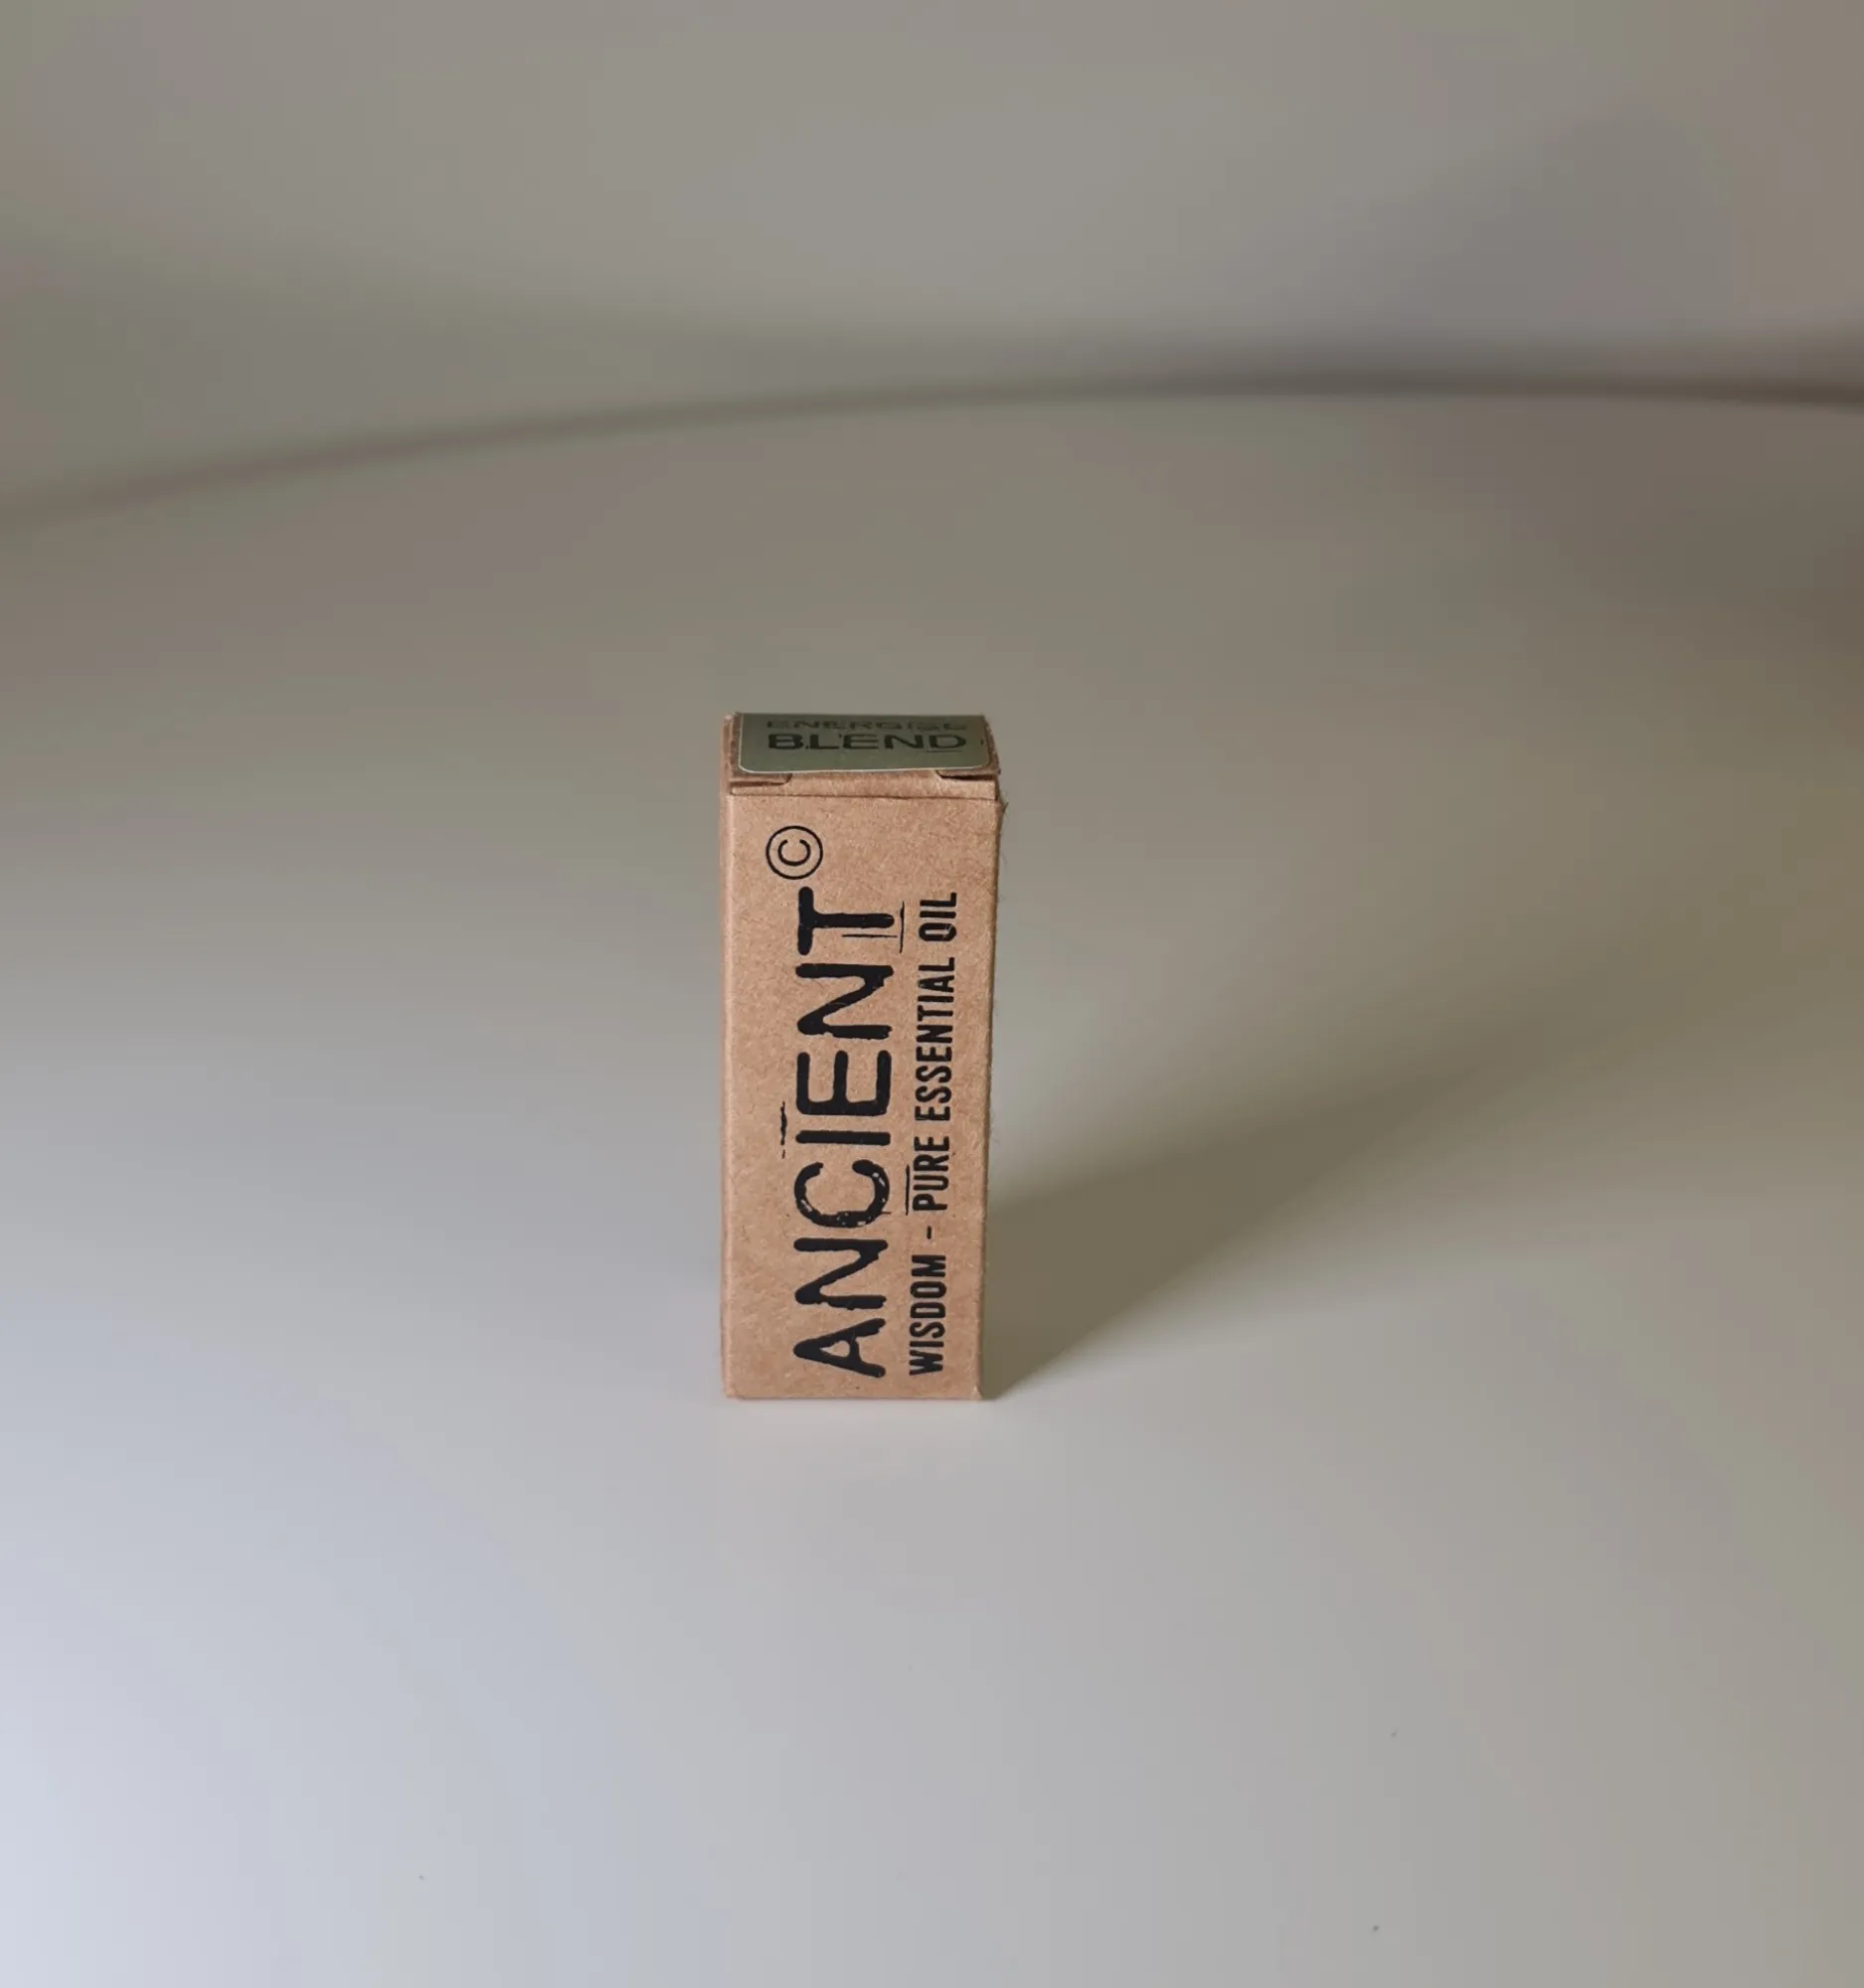 ENERGISE
BLEND
ANCIENT©
WISDOM - PURE ESSENTIAL OIL